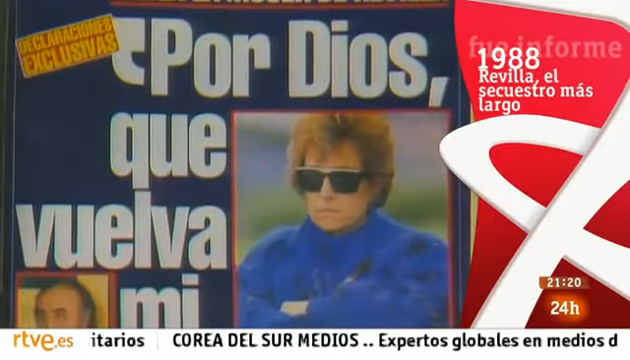 DECLARACIONES
EXCLUSIVAS
¿Por Dios,
que
vuelva
mi
fue informe
1988
Revilla, el
secuestro más
largo
21:20
24h
rtve.es itarios COREA DEL SUR MEDIOS .. Expertos globales en medios d